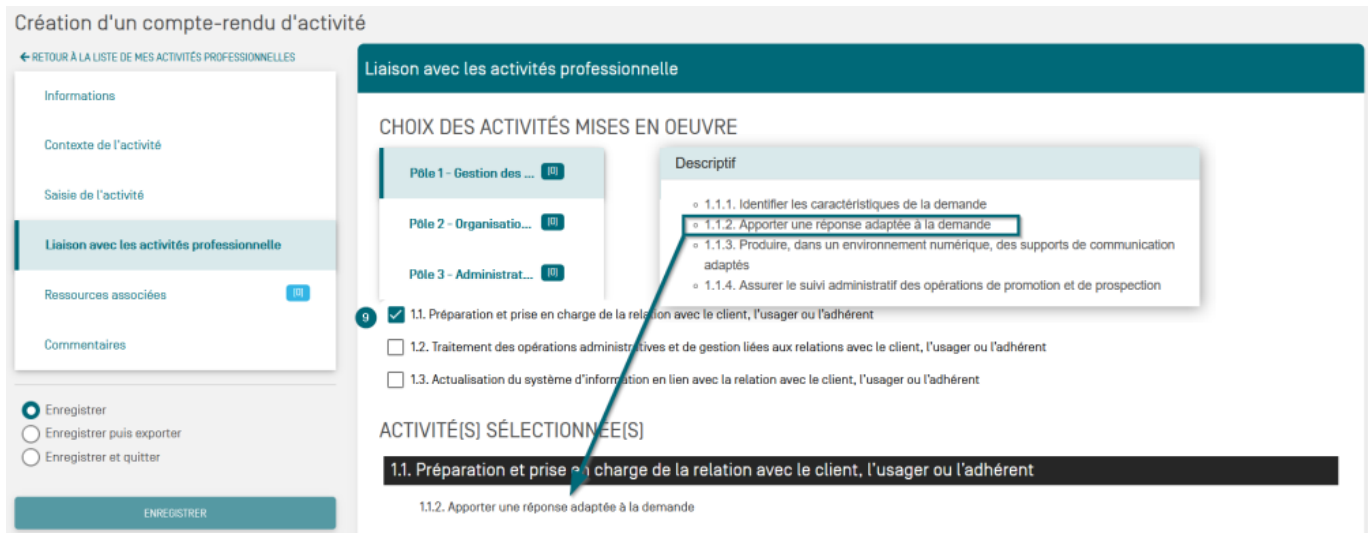 Création d'un compte-rendu d'activité
← RETOUR À LA LISTE DE MES ACTIVITÉS PROFESSIONNELLES
Informations
Contexte de l'activité
Saisie de l'activité
Liaison avec les activités professionnelle
Ressources associées (0)
Commentaires
Enregistrer
Enregistrer puis exporter
Enregistrer et quitter
ENREGISTRER
Liaison avec les activités professionnelle
CHOIX DES ACTIVITÉS MISES EN OEUVRE
Pôle 1 - Gestion des ... (0)
Pôle 2 - Organisatio... (0)
Pôle 3 - Administrat... (0)
Descriptif
1.1.1. Identifier les caractéristiques de la demande
1.1.2. Apporter une réponse adaptée à la demande
1.1.3. Produire, dans un environnement numérique, des supports de communication
adaptés
1.1.4. Assurer le suivi administratif des opérations de promotion et de prospection
9 1.1. Préparation et prise en charge de la relation avec le client, l'usager ou l'adhérent
1.2. Traitement des opérations administratives et de gestion liées aux relations avec le client, l'usager ou l'adhérent
1.3. Actualisation du système d'information en lien avec la relation avec le client, l'usager ou l'adhérent
ACTIVITÉ(S) SÉLECTIONNÉE(S)
1.1. Préparation et prise en charge de la relation avec le client, l'usager ou l'adhérent
1.1.2. Apporter une réponse adaptée à la demande